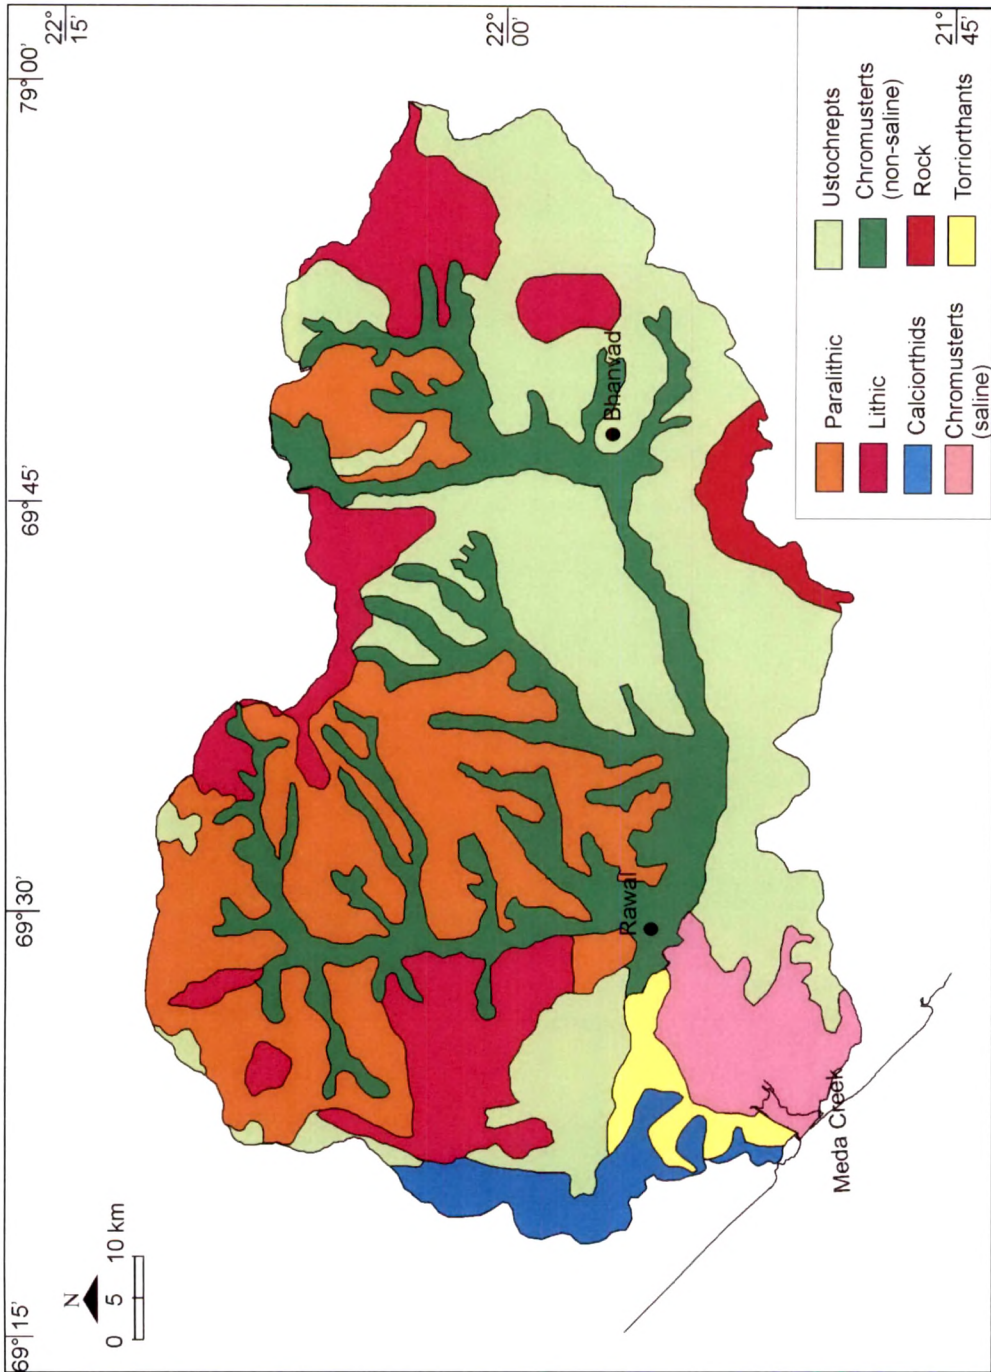 69° 15'
69° 30'
69° 45'
79° 00'
22°
15'
22°
00'
21°
45'
N
0 5 10 km
Rawal
Bhanvad
Meda Creek
Paralithic
Lithic
Calciorthids
Chromusterts
(saline)
Ustochrepts
Chromusterts
(non-saline)
Rock
Torriorthants